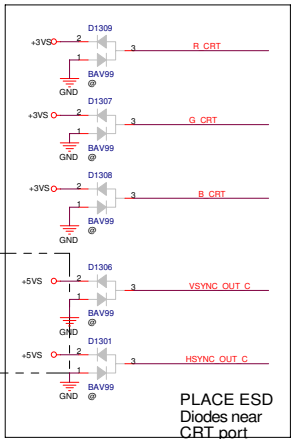 D1309
+3VS 2
3 R_CRT
1
BAV99
GND @
D1307
+3VS 2
3 G_CRT
1
BAV99
GND @
D1308
+3VS 2
3 B_CRT
1
BAV99
GND @
D1306
+5VS 2
3 VSYNC_OUT_C
1
BAV99
GND @
D1301
+5VS 2
3 HSYNC_OUT_C
1
BAV99
GND @
PLACE ESD
Diodes near
CRT port